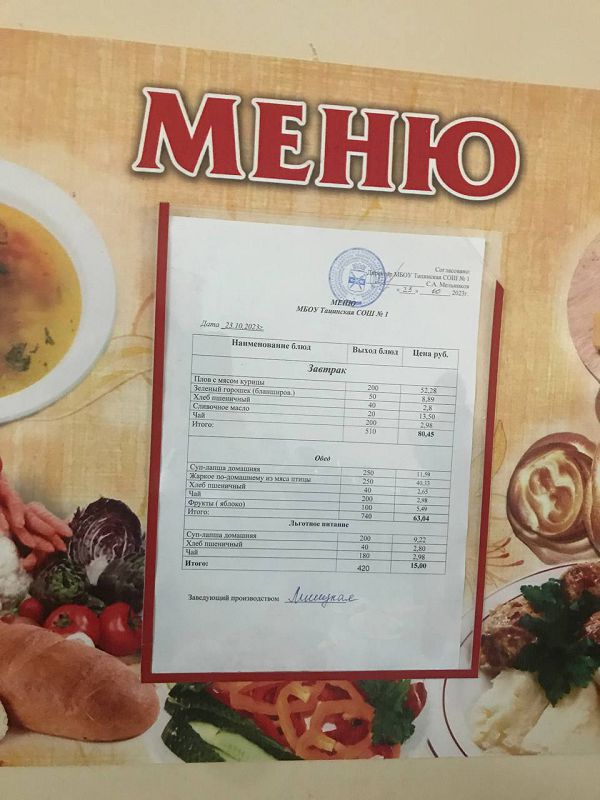 МЕНЮ
Согласовано
Директор МБОУ Тацинская СОШ № 1
С.А. Мельников
« 23 » 10 2023г.
МЕНЮ
МБОУ Тацинская СОШ № 1
Дата 23.10.2023г.
Наименование блюд Выход блюд Цена руб.
Завтрак
Плов с мясом курицы 200 52,28
Зеленый горошек (бланширов.) 50 8,89
Хлеб пшеничный 40 2,8
Сливочное масло 20 13,50
Чай 200 2,98
Итого: 510 80,45
Обед
Суп-лапша домашняя 250 11,59
Жаркое по-домашнему из мяса птицы 250 40,33
Хлеб пшеничный 40 2,65
Чай 200 2,98
Фрукты ( яблоко) 100 5,49
Итого: 740 63,04
Льготное питание
Суп-лапша домашняя 200 9,22
Хлеб пшеничный 40 2,80
Чай 180 2,98
Итого: 420 15,00
Заведующий производством